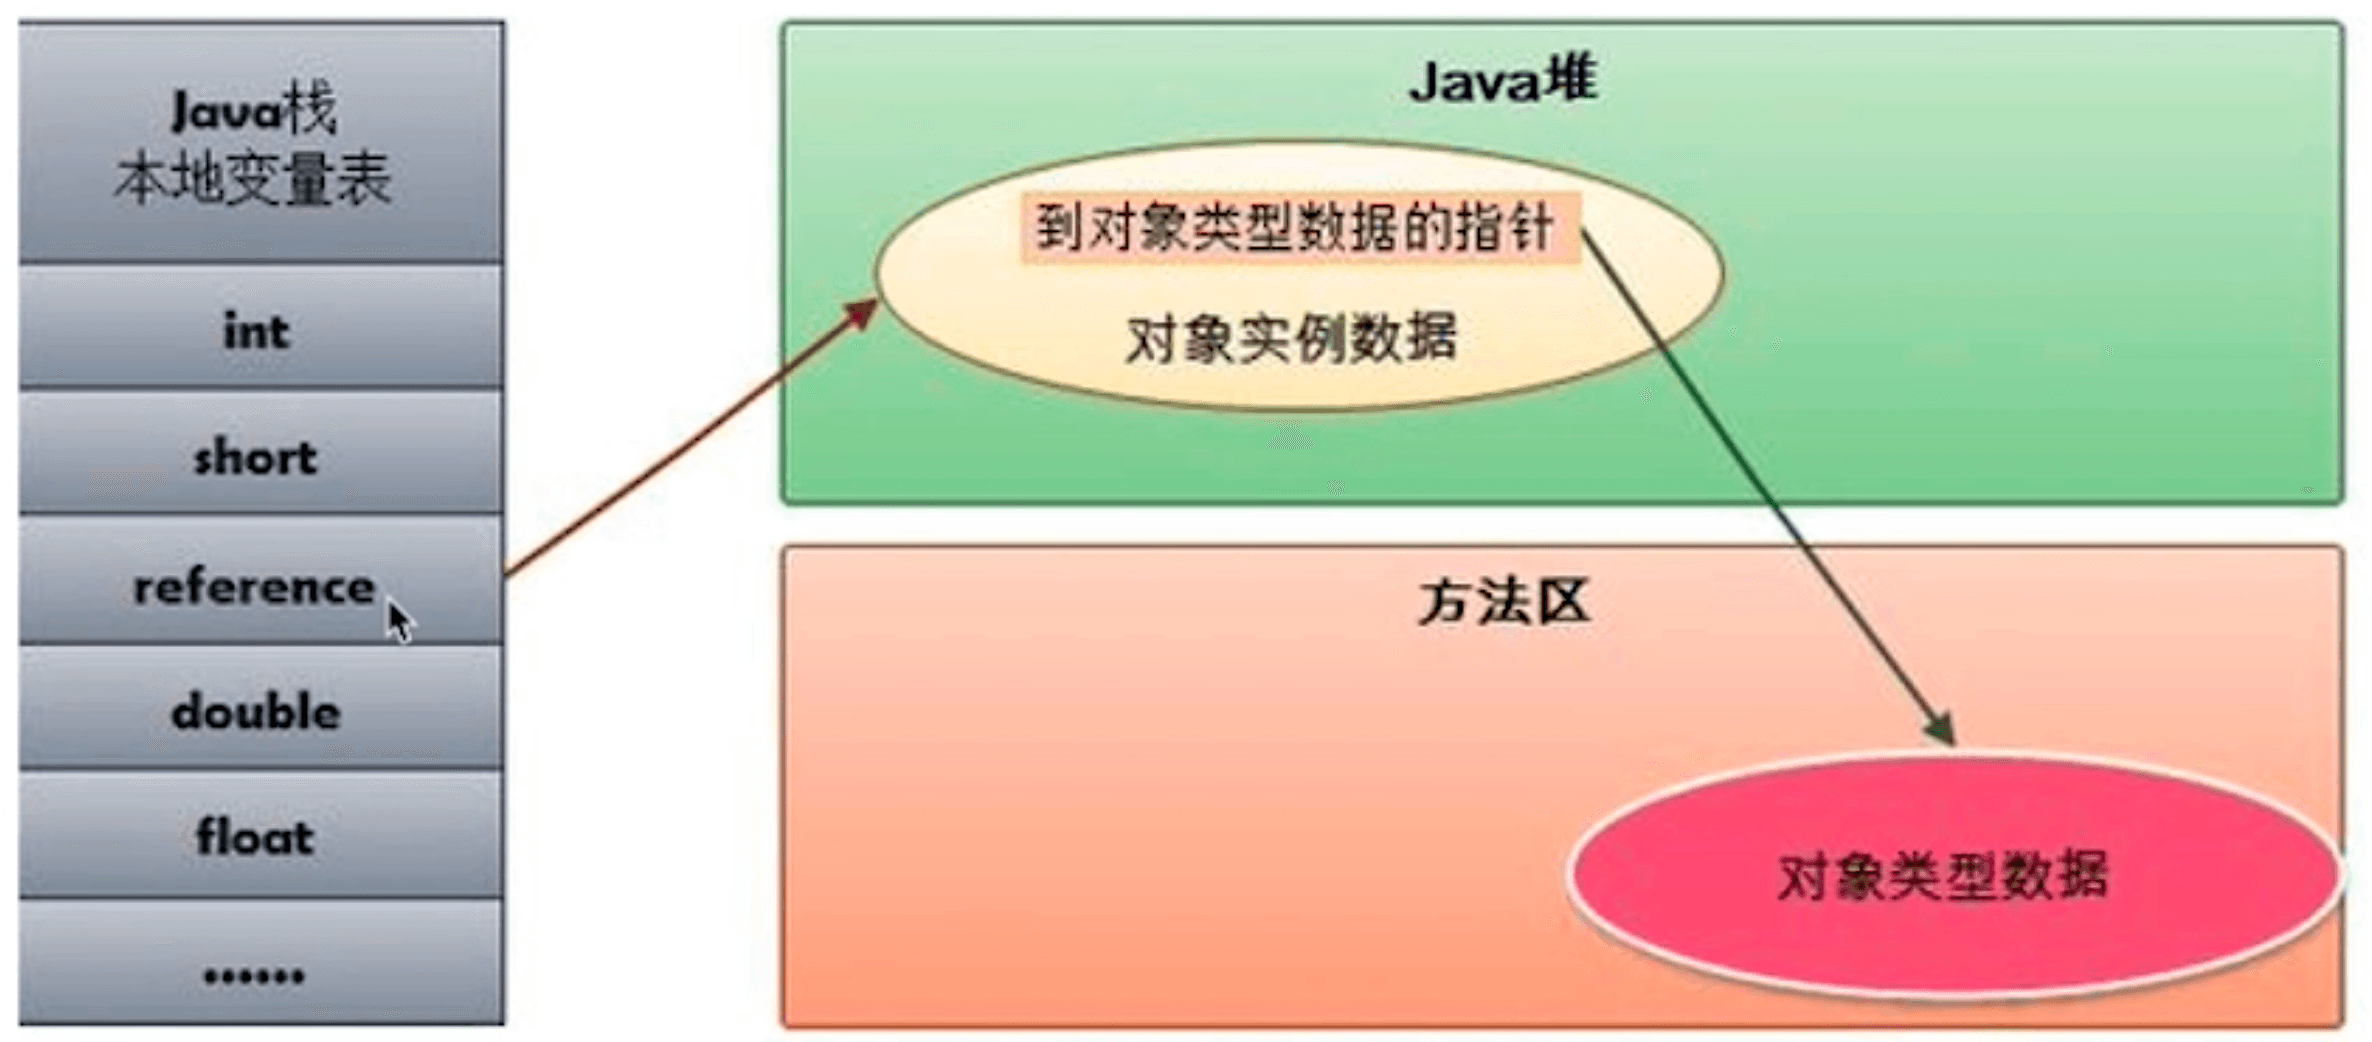 Java栈
本地变量表
int
short
reference
double
float
......
Java堆
到对象类型数据的指针
对象实例数据
方法区
对象类型数据